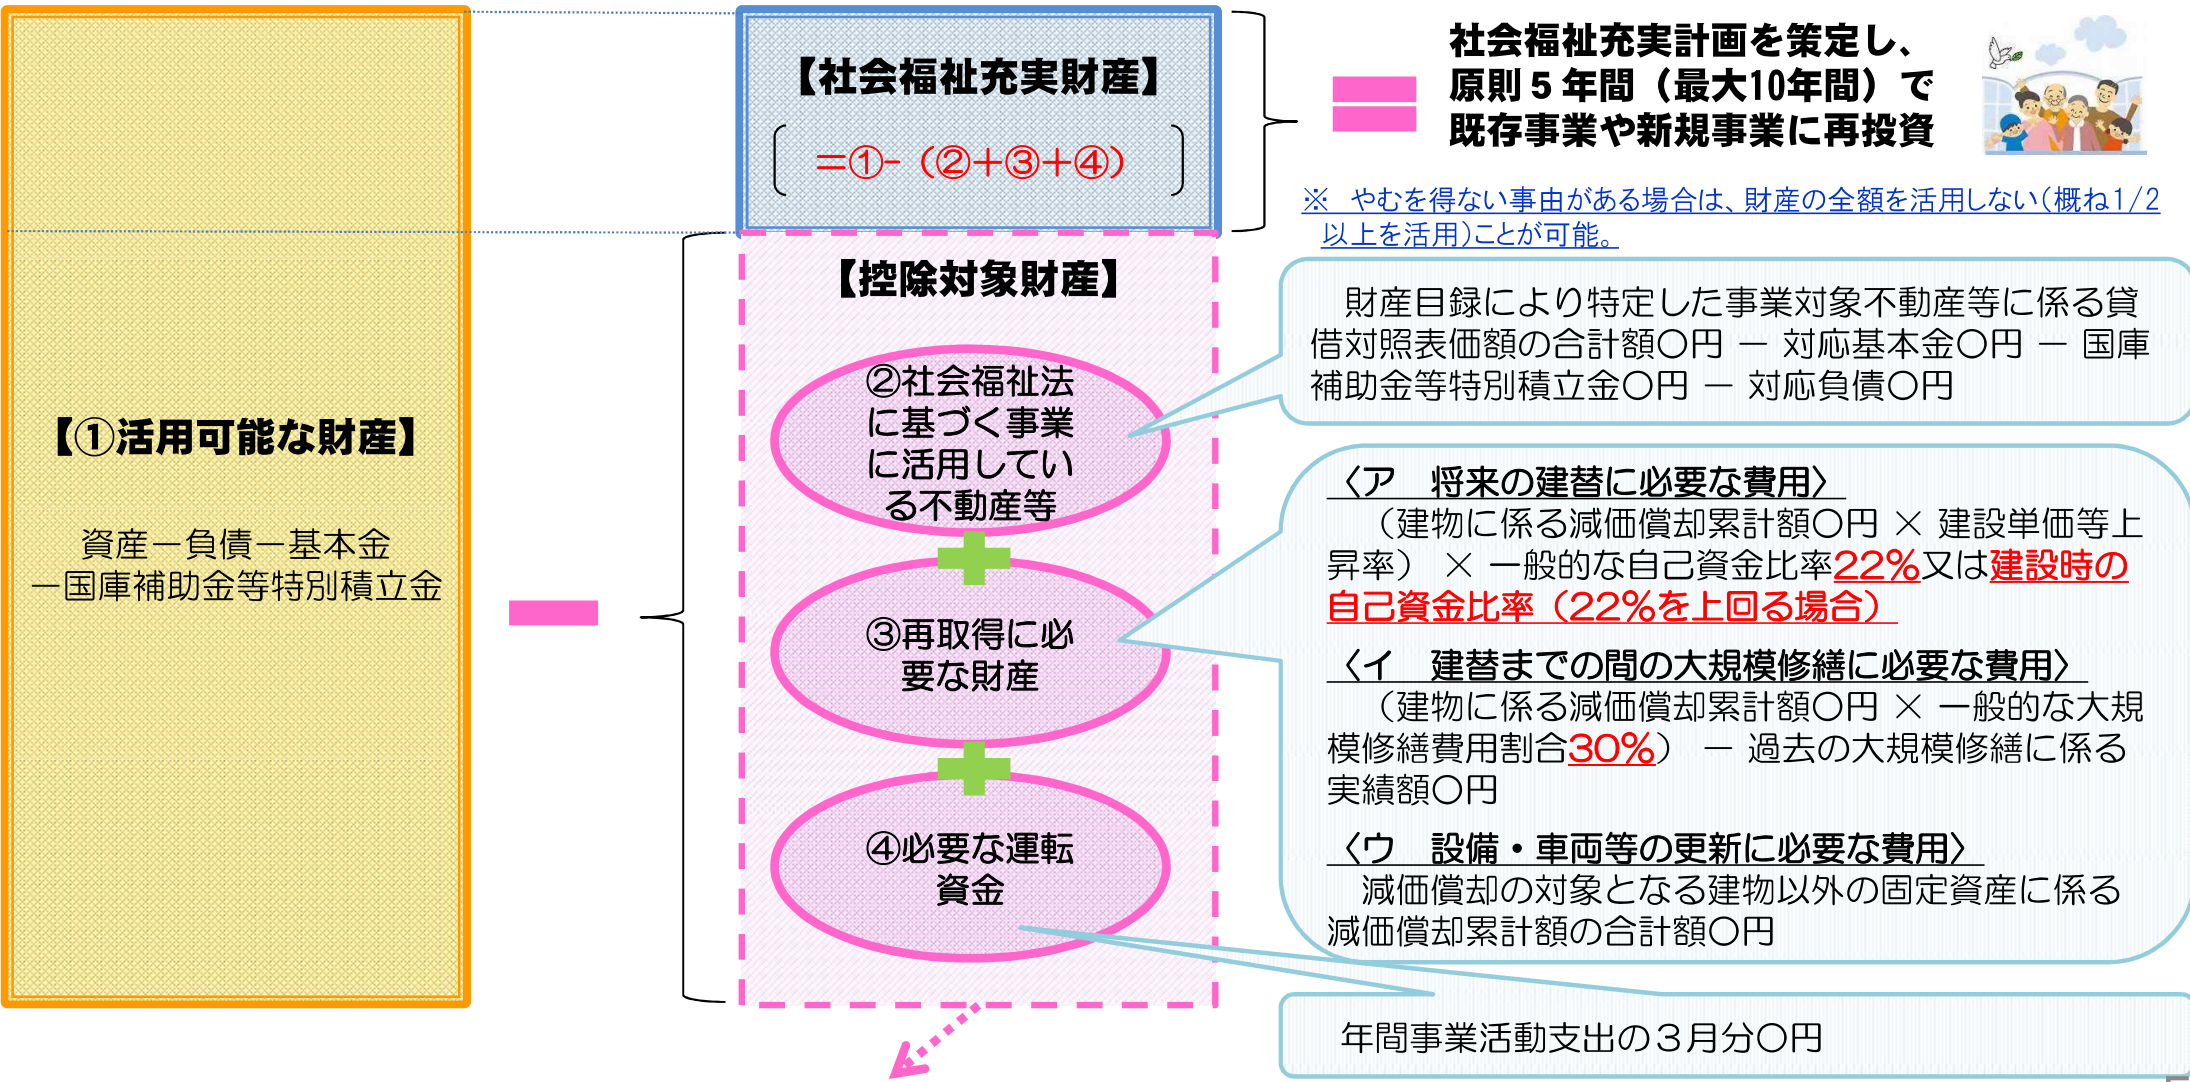 【①活用可能な財産】
資産－負債－基本金
－国庫補助金等特別積立金
【社会福祉充実財産】
＝①-（②＋③＋④）
社会福祉充実計画を策定し、
原則５年間（最大10年間）で
既存事業や新規事業に再投資
※　やむを得ない事由がある場合は、財産の全額を活用しない（概ね1/2
以上を活用）ことが可能。
【控除対象財産】
②社会福祉法
に基づく事業
に活用してい
る不動産等
③再取得に必
要な財産
④必要な運転
資金
財産目録により特定した事業対象不動産等に係る貸
借対照表価額の合計額〇円 － 対応基本金〇円 － 国庫
補助金等特別積立金〇円 － 対応負債〇円
〈ア　将来の建替に必要な費用〉
（建物に係る減価償却累計額〇円 × 建設単価等上
昇率） × 一般的な自己資金比率22％又は建設時の
自己資金比率（22％を上回る場合）
〈イ　建替までの間の大規模修繕に必要な費用〉
（建物に係る減価償却累計額〇円 × 一般的な大規
模修繕費用割合30％） － 過去の大規模修繕に係る
実績額〇円
〈ウ　設備・車両等の更新に必要な費用〉
減価償却の対象となる建物以外の固定資産に係る
減価償却累計額の合計額〇円
年間事業活動支出の３月分〇円